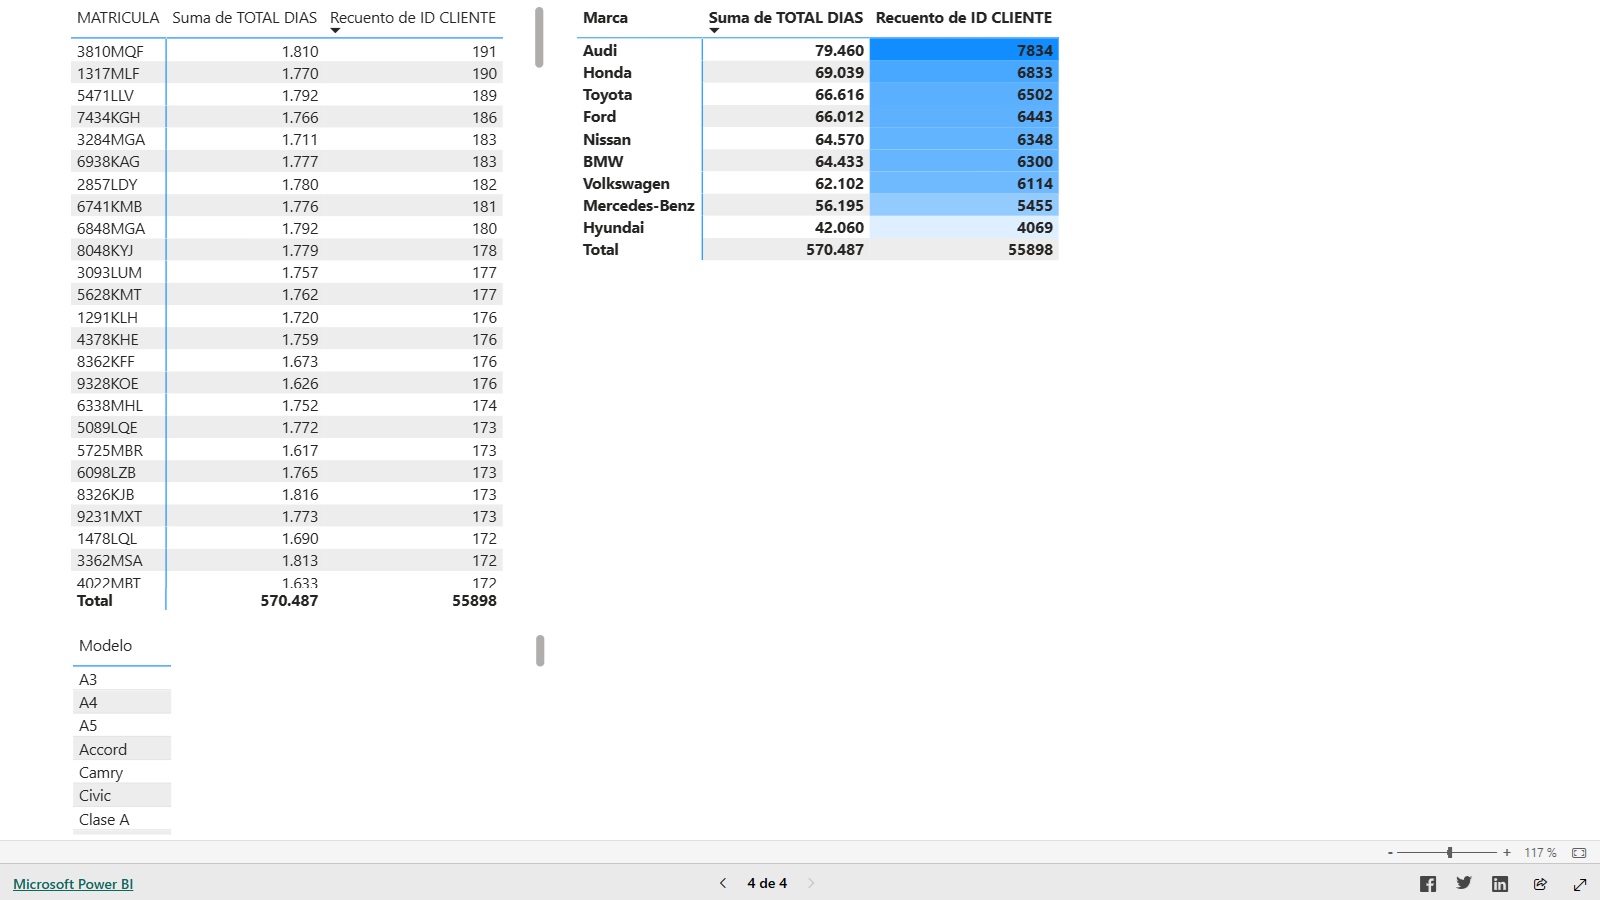 MATRICULA Suma de TOTAL DIAS Recuento de ID CLIENTE
3810MQF 1.810 191
1317MLF 1.770 190
5471LLV 1.792 189
7434KGH 1.766 186
3284MGA 1.711 183
6938KAG 1.777 183
2857LDY 1.780 182
6741KMB 1.776 181
6848MGA 1.792 180
8048KYJ 1.779 178
3093LUM 1.757 177
5628KMT 1.762 177
1291KLH 1.720 176
4378KHE 1.759 176
8362KFF 1.673 176
9328KOE 1.626 176
6338MHL 1.752 174
5089LQE 1.772 173
5725MBR 1.617 173
6098LZB 1.765 173
8326KJB 1.816 173
9231MXT 1.773 173
1478LQL 1.690 172
3362MSA 1.813 172
4022MBT 1.633 172
Total 570.487 55898
Marca Suma de TOTAL DIAS Recuento de ID CLIENTE
Audi 79.460 7834
Honda 69.039 6833
Toyota 66.616 6502
Ford 66.012 6443
Nissan 64.570 6348
BMW 64.433 6300
Volkswagen 62.102 6114
Mercedes-Benz 56.195 5455
Hyundai 42.060 4069
Total 570.487 55898
Modelo
A3
A4
A5
Accord
Camry
Civic
Clase A
- + 117 %
Microsoft Power BI < 4 de 4 >